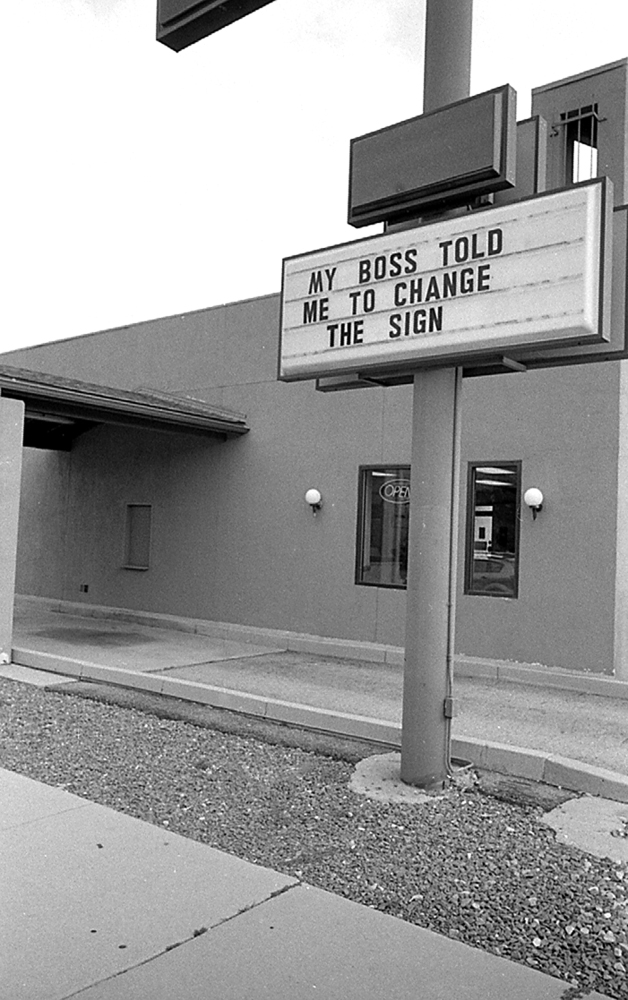 MY BOSS TOLD
ME TO CHANGE
THE SIGN
OPEN